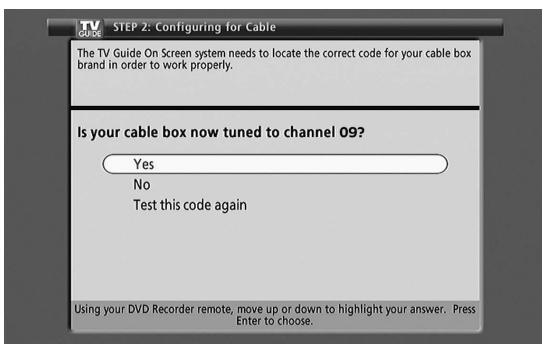 TV GUIDE STEP 2: Configuring for Cable
The TV Guide On Screen system needs to locate the correct code for your cable box
brand in order to work properly.
Is your cable box now tuned to channel 09?
Yes
No
Test this code again
Using your DVD Recorder remote, move up or down to highlight your answer. Press
Enter to choose.